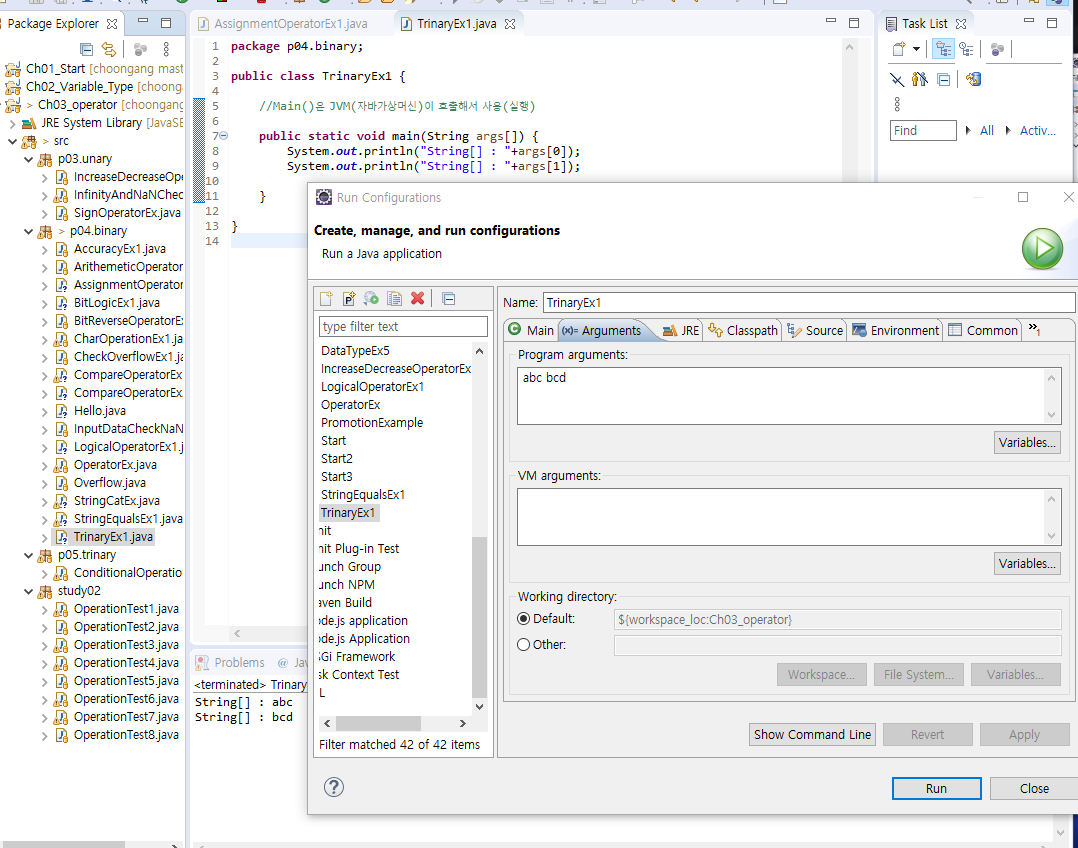 Package Explorer
Ch01_Start [choongang mast
Ch02_Variable_Type [choong
> Ch03_operator [choongang
JRE System Library [JavaSE
> src
p03.unary
IncreaseDecreaseOpe
InfinityAndNaNChec
SignOperatorEx.java
> p04.binary
AccuracyEx1.java
ArithemeticOperator
AssignmentOperator
BitLogicEx1.java
BitReverseOperatorEx
CharOperationEx1.ja
CheckOverflowEx1.ja
CompareOperatorEx
CompareOperatorEx
Hello.java
InputDataCheckNaN
LogicalOperatorEx1.j
OperatorEx.java
Overflow.java
StringCatEx.java
StringEqualsEx1.java
TrinaryEx1.java
p05.trinary
ConditionalOperatio
study02
OperationTest1.java
OperationTest2.java
OperationTest3.java
OperationTest4.java
OperationTest5.java
OperationTest6.java
OperationTest7.java
OperationTest8.java
AssignmentOperatorEx1.java
TrinaryEx1.java
1 package p04.binary;
2
3 public class TrinaryEx1 {
4
5 //Main()은 JVM(자바가상머신)이 호출해서 사용(실행)
6
7 public static void main(String args[]) {
8 System.out.println("String[] : "+args[0]);
9 System.out.println("String[] : "+args[1]);
10
11 }
12
13 }
14
Task List
Find
All
Activ...
Run Configurations
Create, manage, and run configurations
Run a Java application
type filter text
DataTypeEx5
IncreaseDecreaseOperatorEx
LogicalOperatorEx1
OperatorEx
PromotionExample
Start
Start2
Start3
StringEqualsEx1
TrinaryEx1
nit
nit Plug-in Test
unch Group
unch NPM
aven Build
ode.js application
ode.js Application
SGi Framework
sk Context Test
L
Filter matched 42 of 42 items
Name: TrinaryEx1
Main
(x)= Arguments
JRE
Classpath
Source
Environment
Common
»1
Program arguments:
abc bcd
Variables...
VM arguments:
Variables...
Working directory:
Default: ${workspace_loc:Ch03_operator}
Other:
Workspace... File System... Variables...
Show Command Line Revert Apply
Run Close
Problems @ Jav
<terminated> Trinary
String[] : abc
String[] : bcd